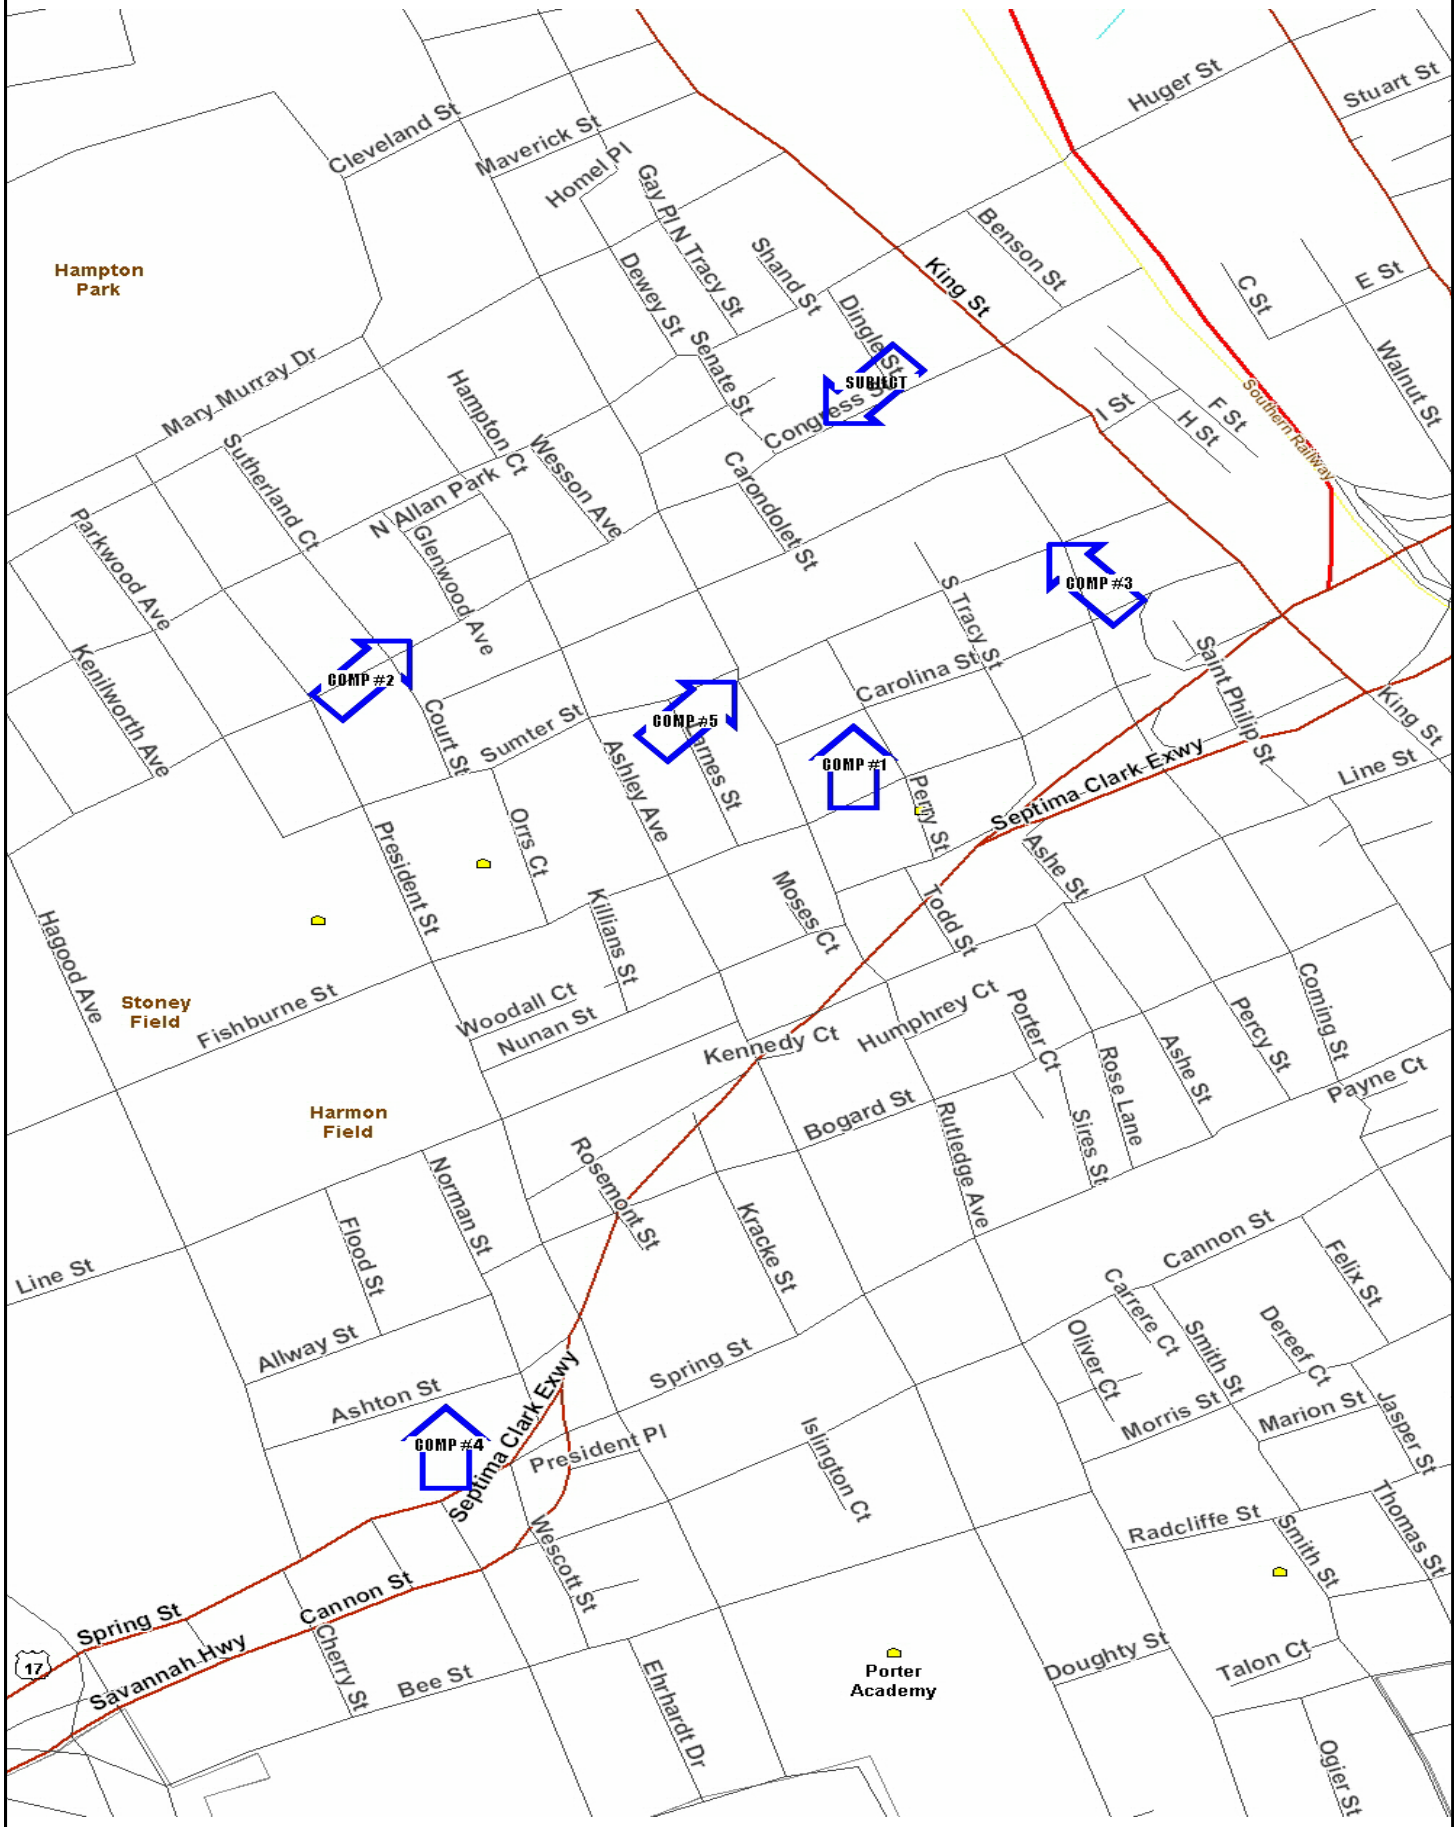 Huger St
Stuart St
Cleveland St
Maverick St
Homel Pl
Gay Pl
N Tracy St
Shand St
Benson St
Dewey St
King St
Hampton
Park
C St
E St
Dingle St
Senate St
Walnut St
Mary Murray Dr
Hampton Ct
SUBJECT
Congress St
I St
F St
H St
Southern Railway
Sutherland Ct
Wesson Ave
N Allan Park
Carondolet St
Parkwood Ave
Glenwood Ave
COMP #3
S Tracy St
Kenilworth Ave
COMP #2
Carolina St
Saint Philip St
Court St
Sumter St
COMP #5
King St
COMP #1
Ashley Ave
Line St
Perry St
Septima Clark Exwy
Orrs Ct
President St
Ashe St
Moses Ct
Todd St
Killians St
Hagood Ave
Stoney
Field
Fishburne St
Woodall Ct
Nunan St
Kennedy Ct
Humphrey Ct
Porter Ct
Coming St
Percy St
Ashe St
Rose Lane
Payne Ct
Harmon
Field
Bogard St
Rutledge Ave
Sires St
Rosemont St
Norman St
Flood St
Kracke St
Line St
Cannon St
Felix St
Carrere Ct
Allway St
Oliver Ct
Smith St
Dereef Ct
Spring St
Ashton St
Septima Clark Exwy
Morris St
Marion St
Jasper St
COMP #4
President Pl
Islington Ct
Wescott St
Radcliffe St
Smith St
Thomas St
Cannon St
Spring St
17
Savannah Hwy
Cherry St
Bee St
Ehrhardt Dr
Porter
Academy
Doughty St
Talon Ct
Ogier St